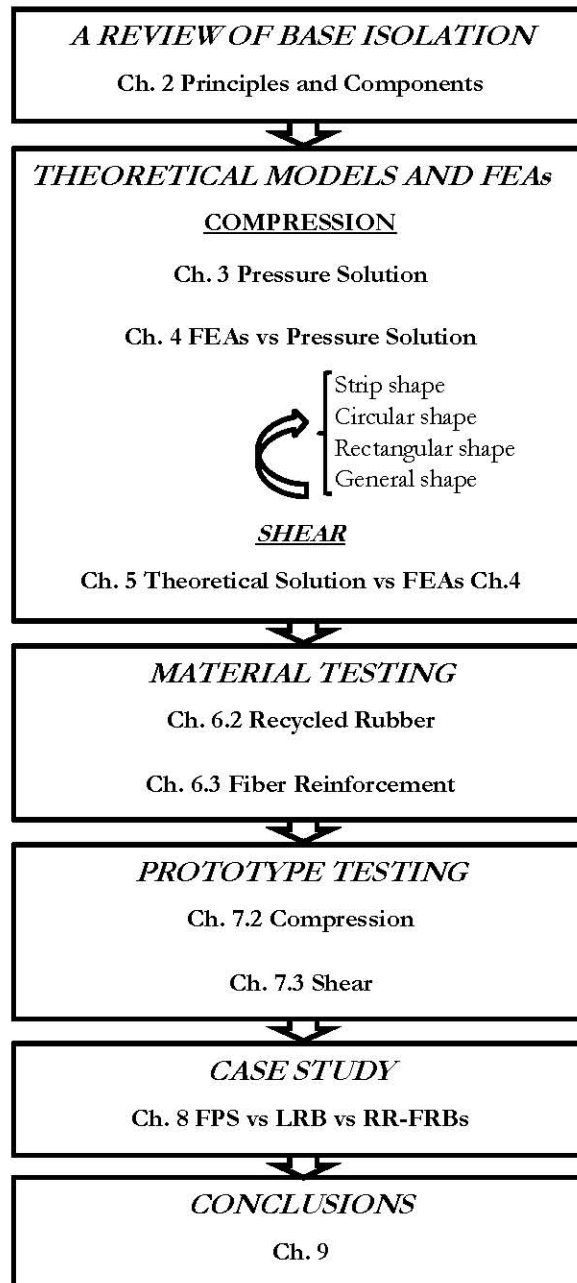 A REVIEW OF BASE ISOLATION
Ch. 2 Principles and Components
THEORETICAL MODELS AND FEAs
COMPRESSION
Ch. 3 Pressure Solution
Ch. 4 FEAs vs Pressure Solution
Strip shape
Circular shape
Rectangular shape
General shape
SHEAR
Ch. 5 Theoretical Solution vs FEAs Ch.4
MATERIAL TESTING
Ch. 6.2 Recycled Rubber
Ch. 6.3 Fiber Reinforcement
PROTOTYPE TESTING
Ch. 7.2 Compression
Ch. 7.3 Shear
CASE STUDY
Ch. 8 FPS vs LRB vs RR-FRBs
CONCLUSIONS
Ch. 9